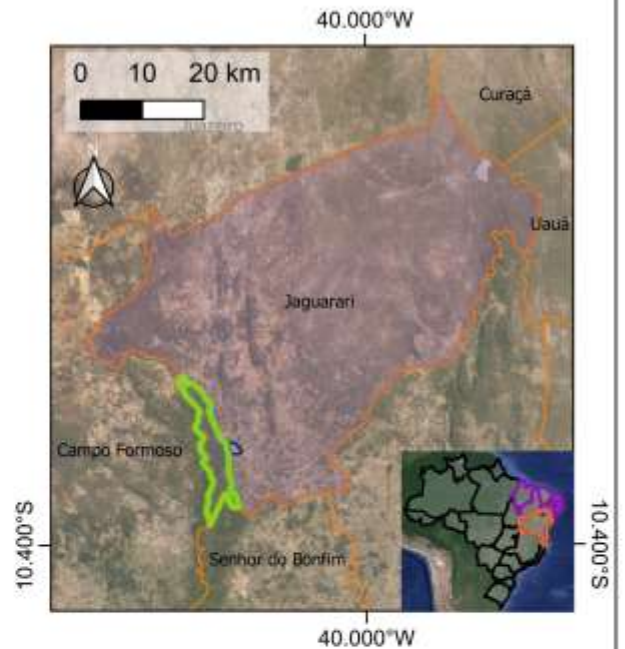 40.000°W
0 10 20 km
Juazeiro
Curaçá
Uauá
Jaguarari
Campo Formoso
10.400°S
10.400°S
Senhor do Bonfim
40.000°W